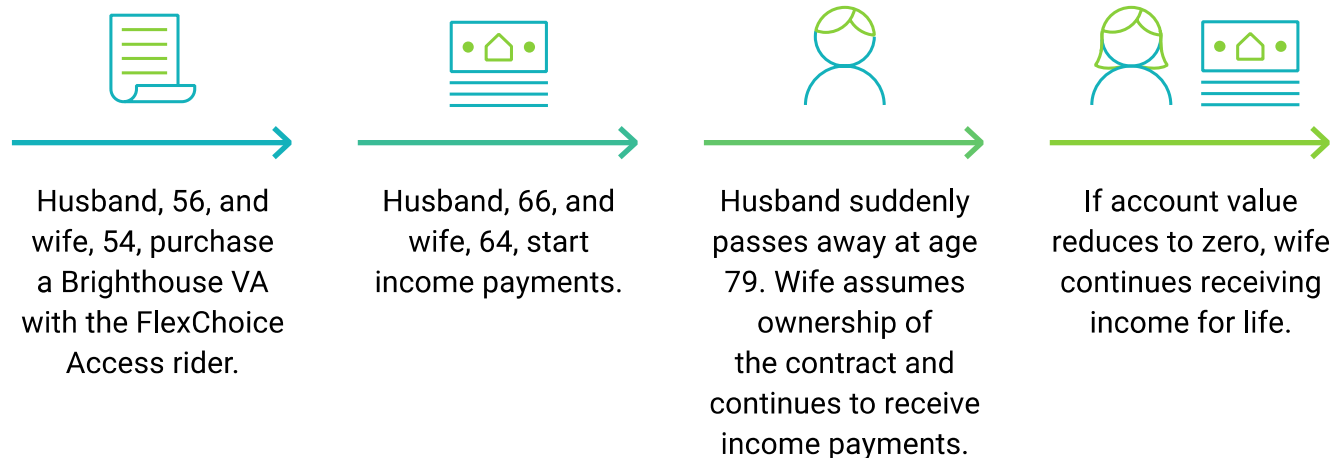 Husband, 56, and
wife, 54, purchase
a Brighthouse VA
with the FlexChoice
Access rider.
Husband, 66, and
wife, 64, start
income payments.
Husband suddenly
passes away at age
79. Wife assumes
ownership of
the contract and
continues to receive
income payments.
If account value
reduces to zero, wife
continues receiving
income for life.